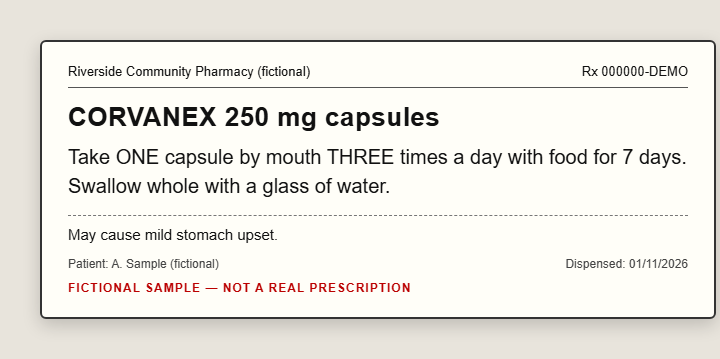 Riverside Community Pharmacy (fictional) Rx 000000-DEMO
CORVANEX 250 mg capsules
Take ONE capsule by mouth THREE times a day with food for 7 days.
Swallow whole with a glass of water.
May cause mild stomach upset.
Patient: A. Sample (fictional) Dispensed: 01/11/2026
FICTIONAL SAMPLE — NOT A REAL PRESCRIPTION